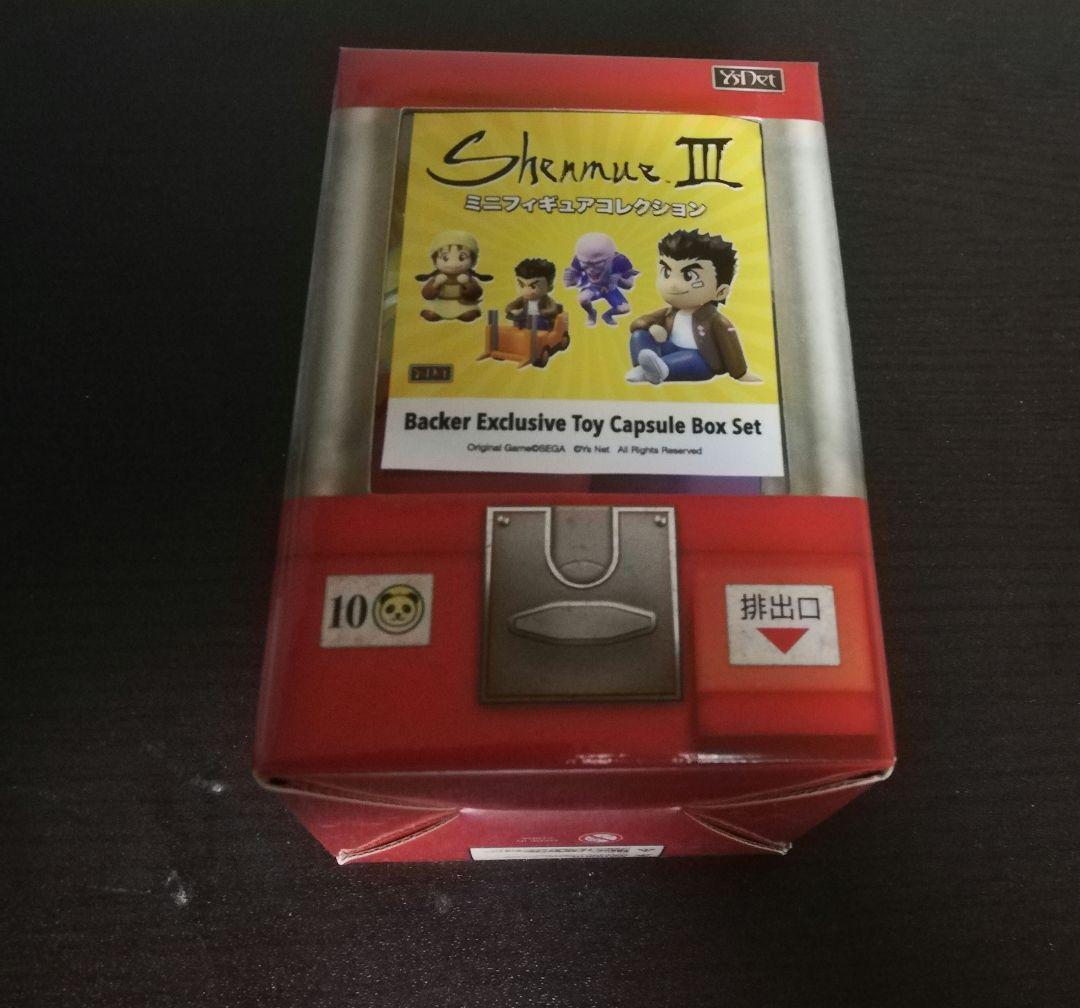 YsNet
Shenmue III
ミニフィギュアコレクション
YsNet
Backer Exclusive Toy Capsule Box Set
Original Game©SEGA ©Ys Net All Rights Reserved
10
排出口